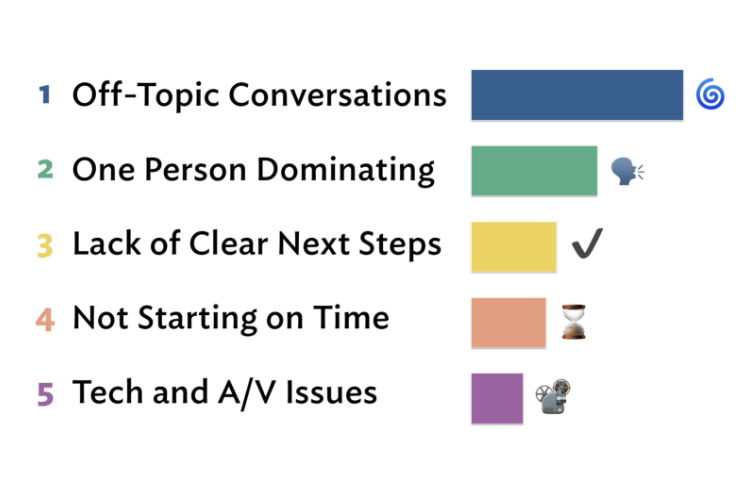 1 Off-Topic Conversations
2 One Person Dominating
3 Lack of Clear Next Steps
4 Not Starting on Time
5 Tech and A/V Issues